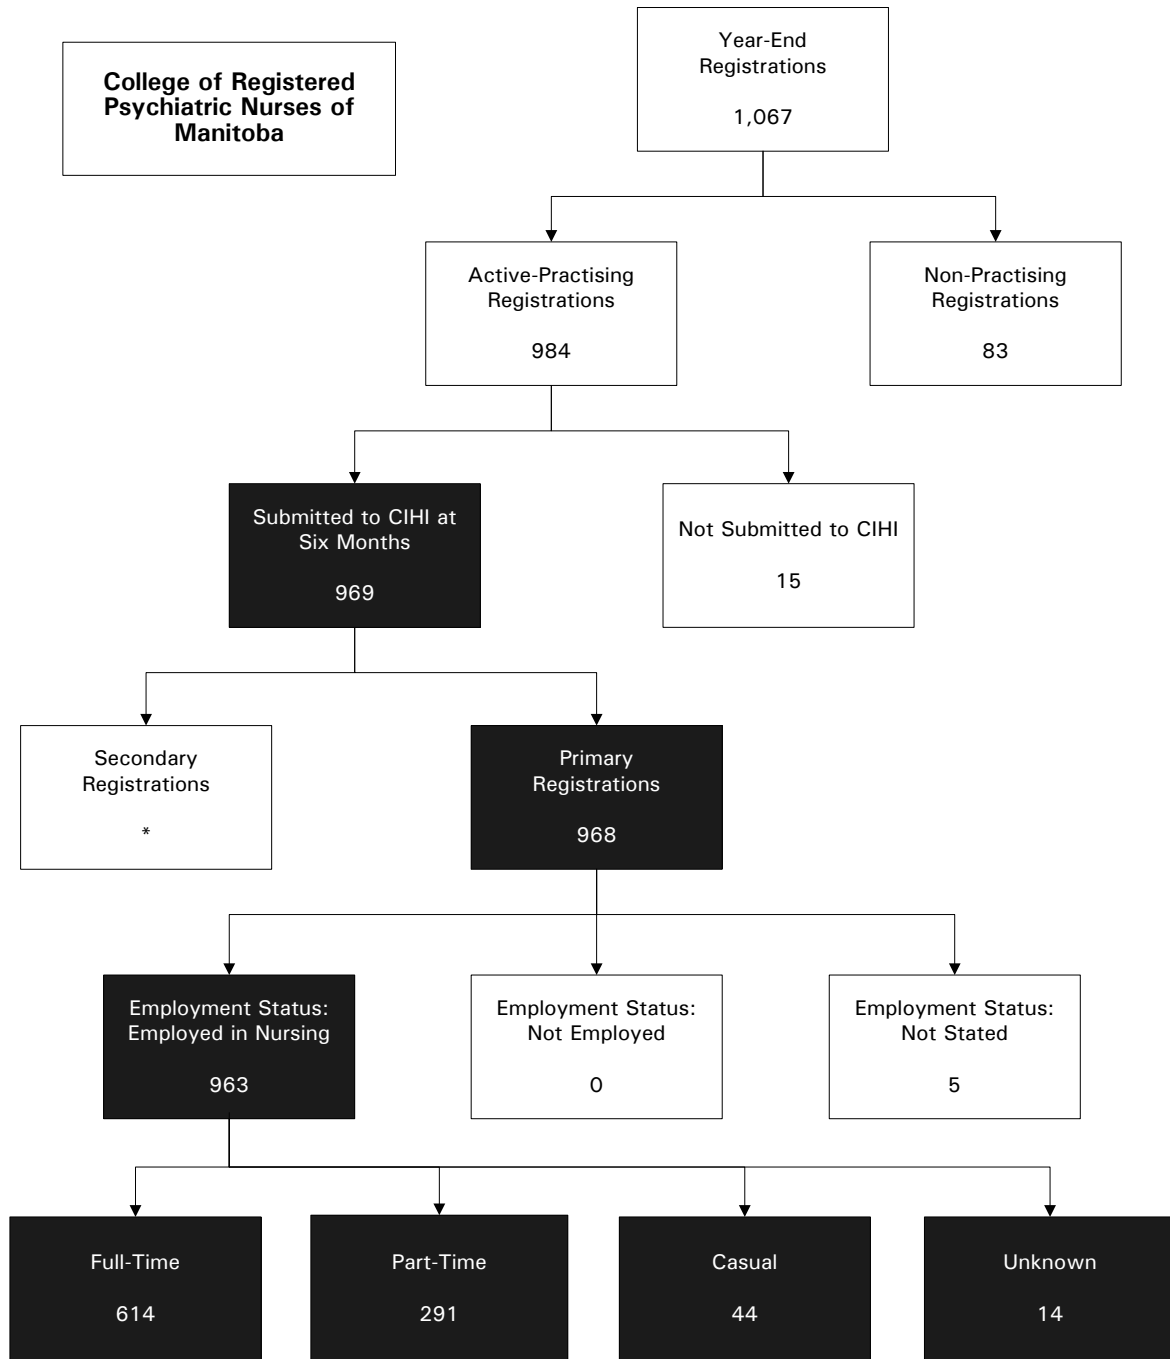 College of Registered
Psychiatric Nurses of
Manitoba
Year-End
Registrations
1,067
Active-Practising
Registrations
984
Non-Practising
Registrations
83
Submitted to CIHI at
Six Months
969
Not Submitted to CIHI
15
Secondary
Registrations
*
Primary
Registrations
968
Employment Status:
Employed in Nursing
963
Employment Status:
Not Employed
0
Employment Status:
Not Stated
5
Full-Time
614
Part-Time
291
Casual
44
Unknown
14